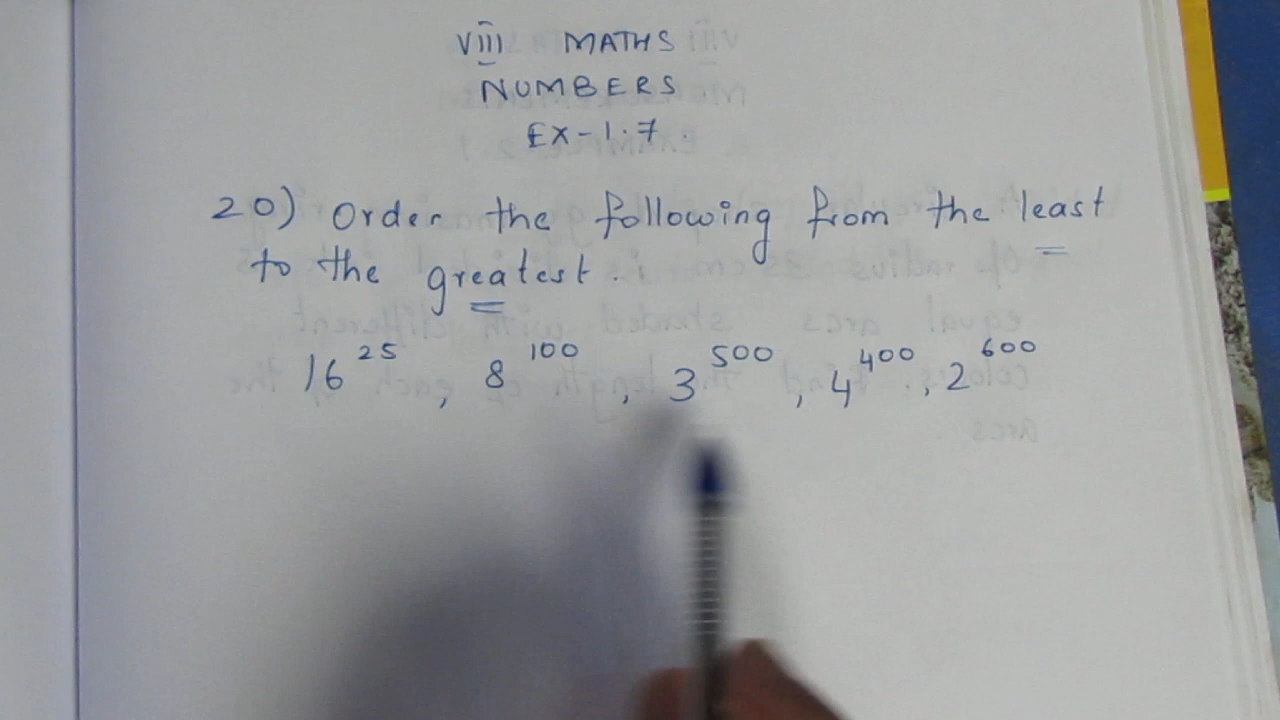 VIII MATHS
NUMBERS
EX-1.7.
20) Order the following from the least
to the greatest.
16^25, 8^100, 3^500, 4^400, 2^600